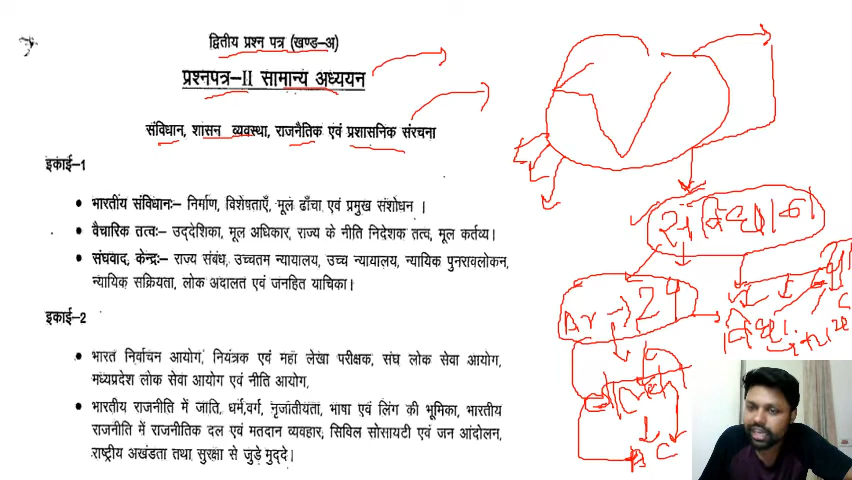 द्वितीय प्रश्न पत्र (खण्ड-अ)
प्रश्नपत्र-II सामान्य अध्ययन
संविधान, शासन व्यवस्था, राजनैतिक एवं प्रशासनिक संरचना
इकाई-1
• भारतीय संविधानः- निर्माण, विशेषताएँ, मूल ढाँचा एवं प्रमुख संशोधन ।
• वैचारिक तत्वः- उद्देशिका, मूल अधिकार, राज्य के नीति निदेशक तत्व, मूल कर्तव्य।
• संघवाद, केन्द्रः- राज्य संबंध, उच्चतम न्यायालय, उच्च न्यायालय, न्यायिक पुनरावलोकन,
न्यायिक सक्रियता, लोक अदालत एवं जनहित याचिका।
इकाई-2
• भारत निर्वाचन आयोग, नियंत्रक एवं महा लेखा परीक्षक, संघ लोक सेवा आयोग,
मध्यप्रदेश लोक सेवा आयोग एवं नीति आयोग,
• भारतीय राजनीति में जाति, धर्म,वर्ग, नृजातीयता, भाषा एवं लिंग की भूमिका, भारतीय
राजनीति में राजनीतिक दल एवं मतदान व्यवहार, सिविल सोसायटी एवं जन आंदोलन,
राष्ट्रीय अखण्डता तथा सुरक्षा से जुड़े मुद्दे।
संविधान
Ar → 24
B C